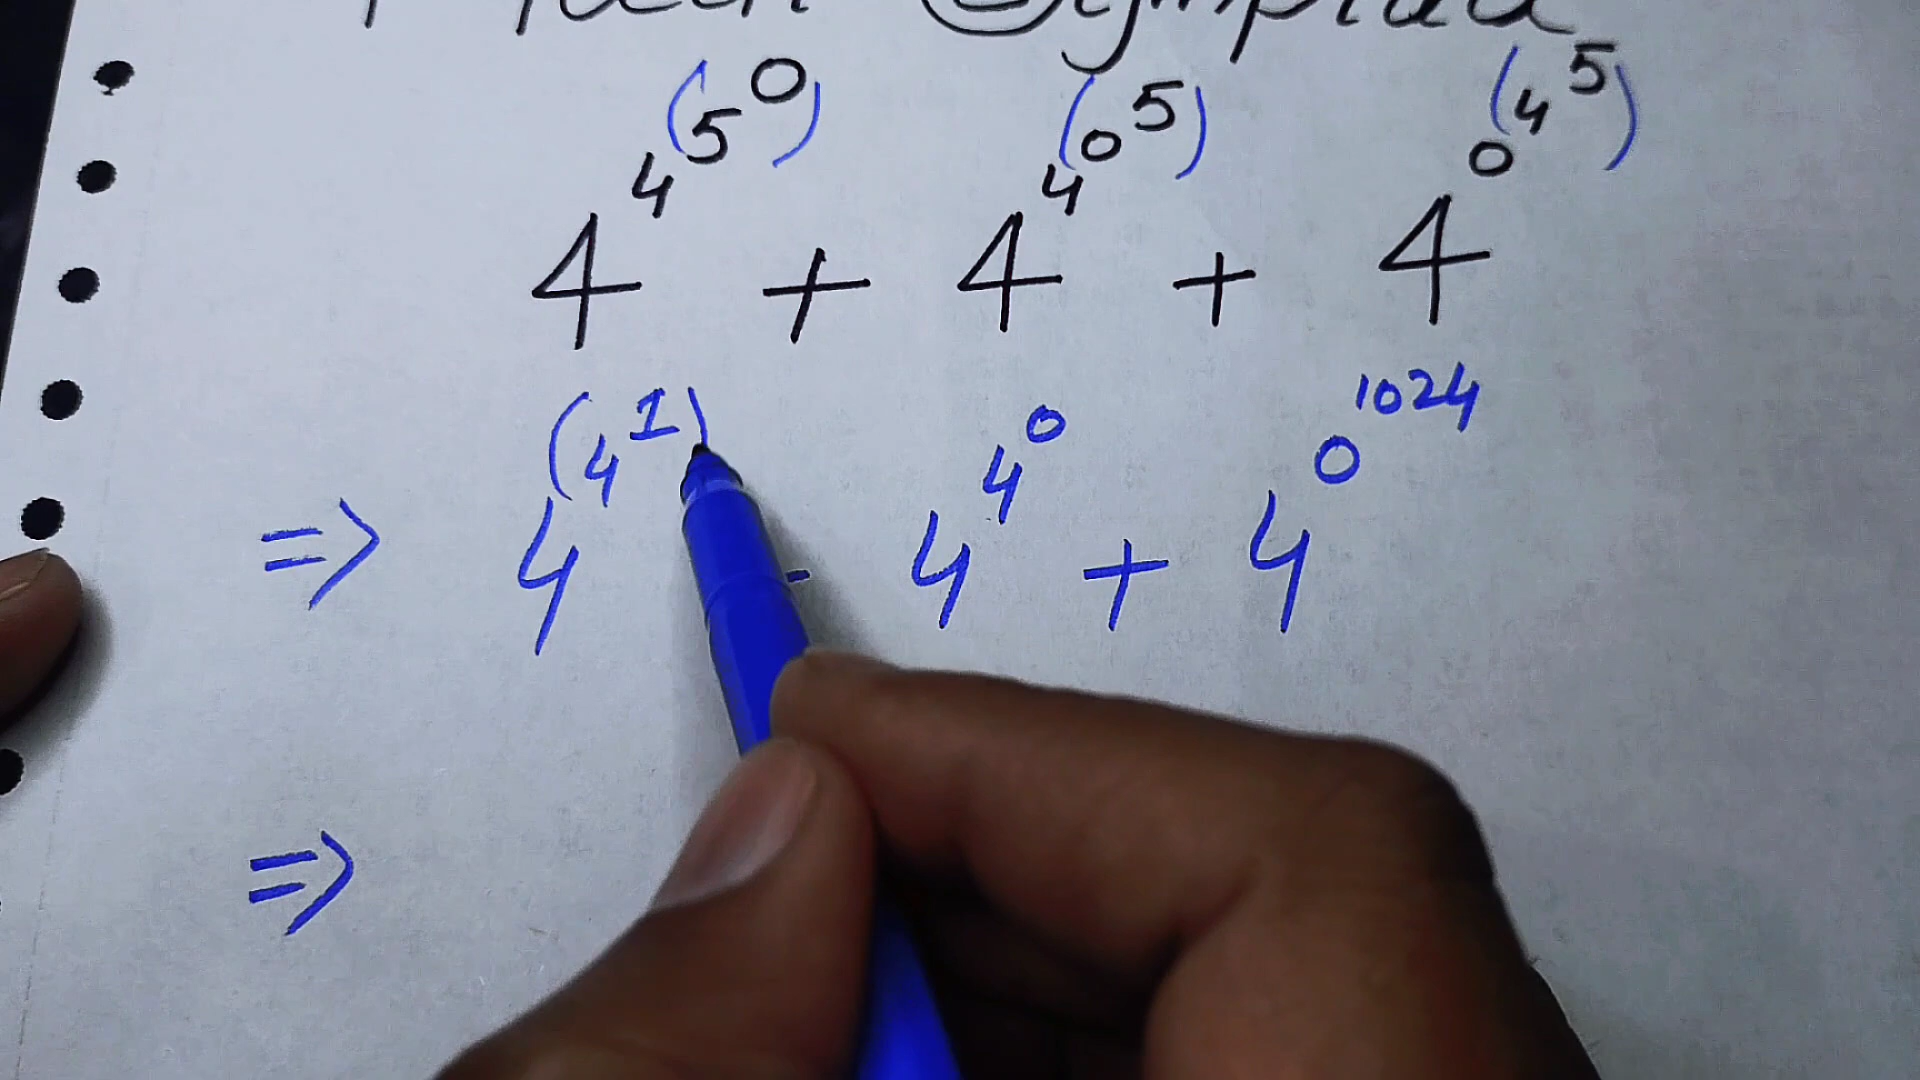 4^4^(5^0) + 4^4^(0^5) + 4^0^(4^5)
=> 4^(4^1) 4^4^0 + 4^0^1024
=>